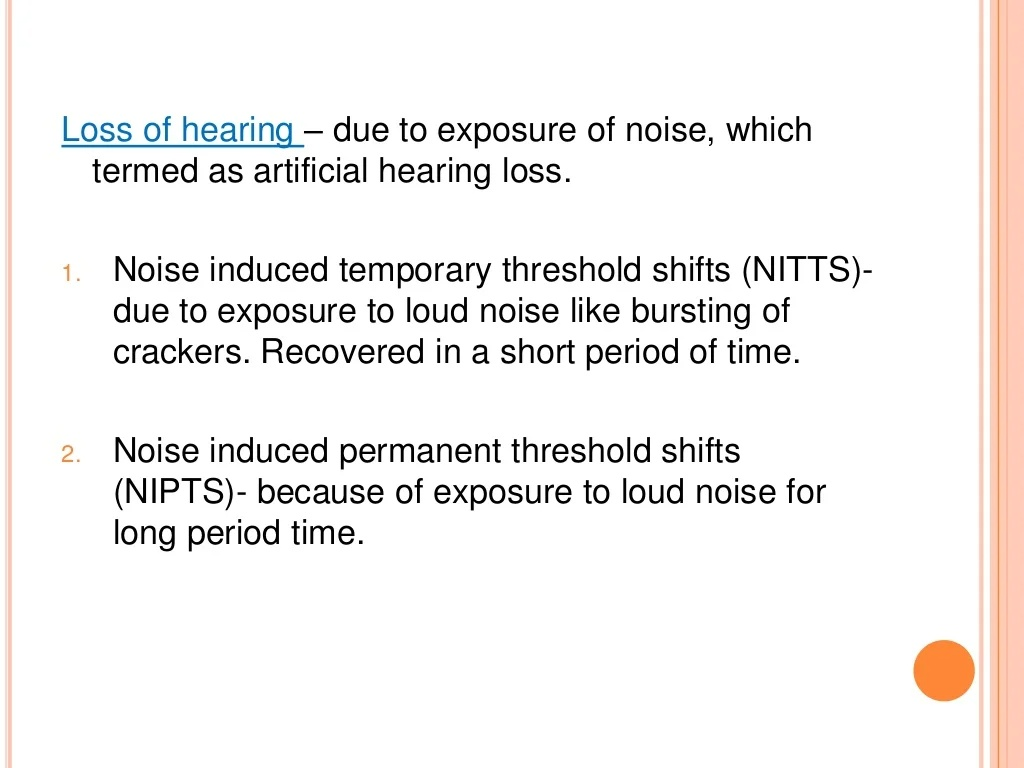 Loss of hearing – due to exposure of noise, which
termed as artificial hearing loss.
1. Noise induced temporary threshold shifts (NITTS)-
due to exposure to loud noise like bursting of
crackers. Recovered in a short period of time.
2. Noise induced permanent threshold shifts
(NIPTS)- because of exposure to loud noise for
long period time.